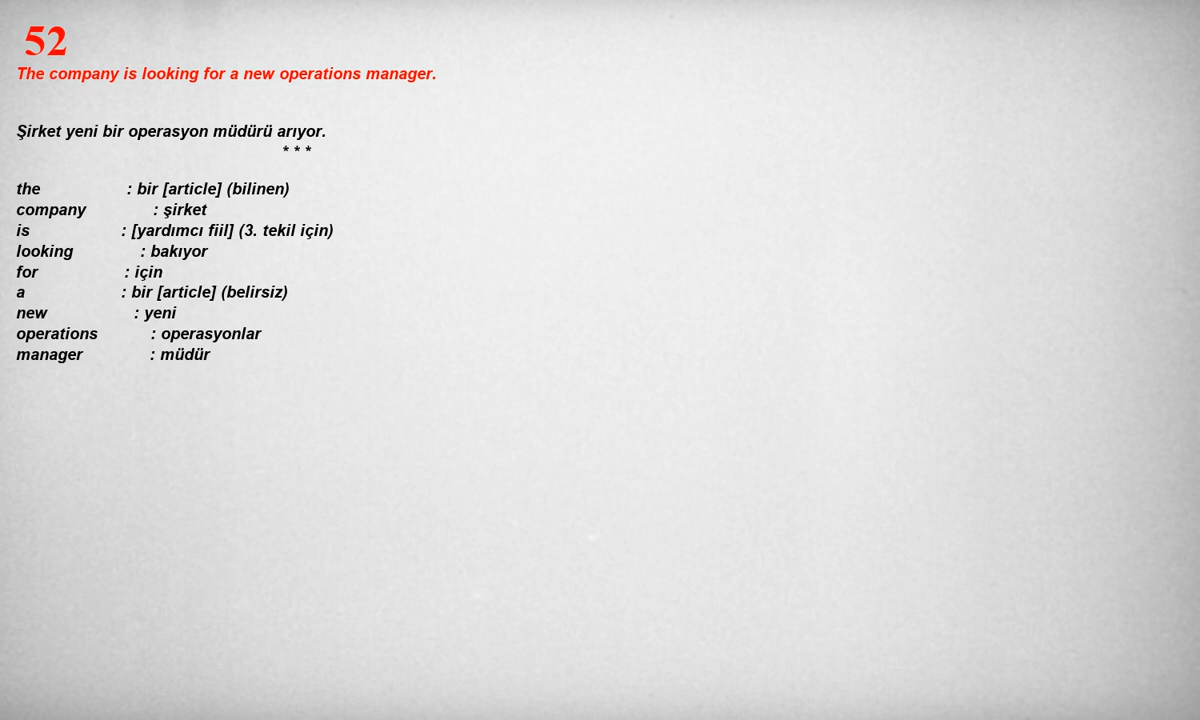 52
The company is looking for a new operations manager.
Şirket yeni bir operasyon müdürü arıyor.
* * *
the : bir [article] (bilinen)
company : şirket
is : [yardımcı fiil] (3. tekil için)
looking : bakıyor
for : için
a : bir [article] (belirsiz)
new : yeni
operations : operasyonlar
manager : müdür